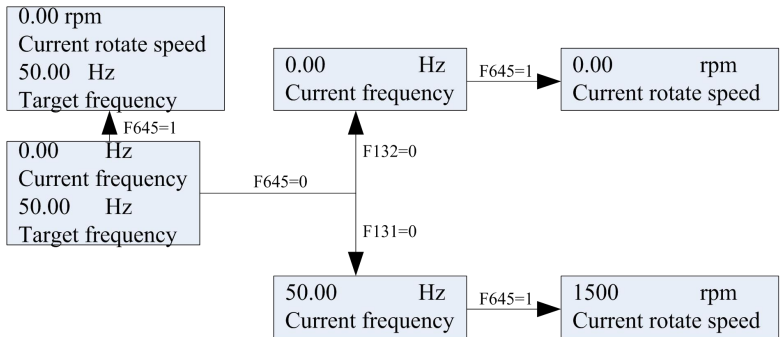 0.00 rpm
Current rotate speed
50.00 Hz
Target frequency
F645=1
0.00 Hz
Current frequency
50.00 Hz
Target frequency
F645=0
0.00 Hz
Current frequency
F645=1
0.00 rpm
Current rotate speed
F132=0
F131=0
50.00 Hz
Current frequency
F645=1
1500 rpm
Current rotate speed